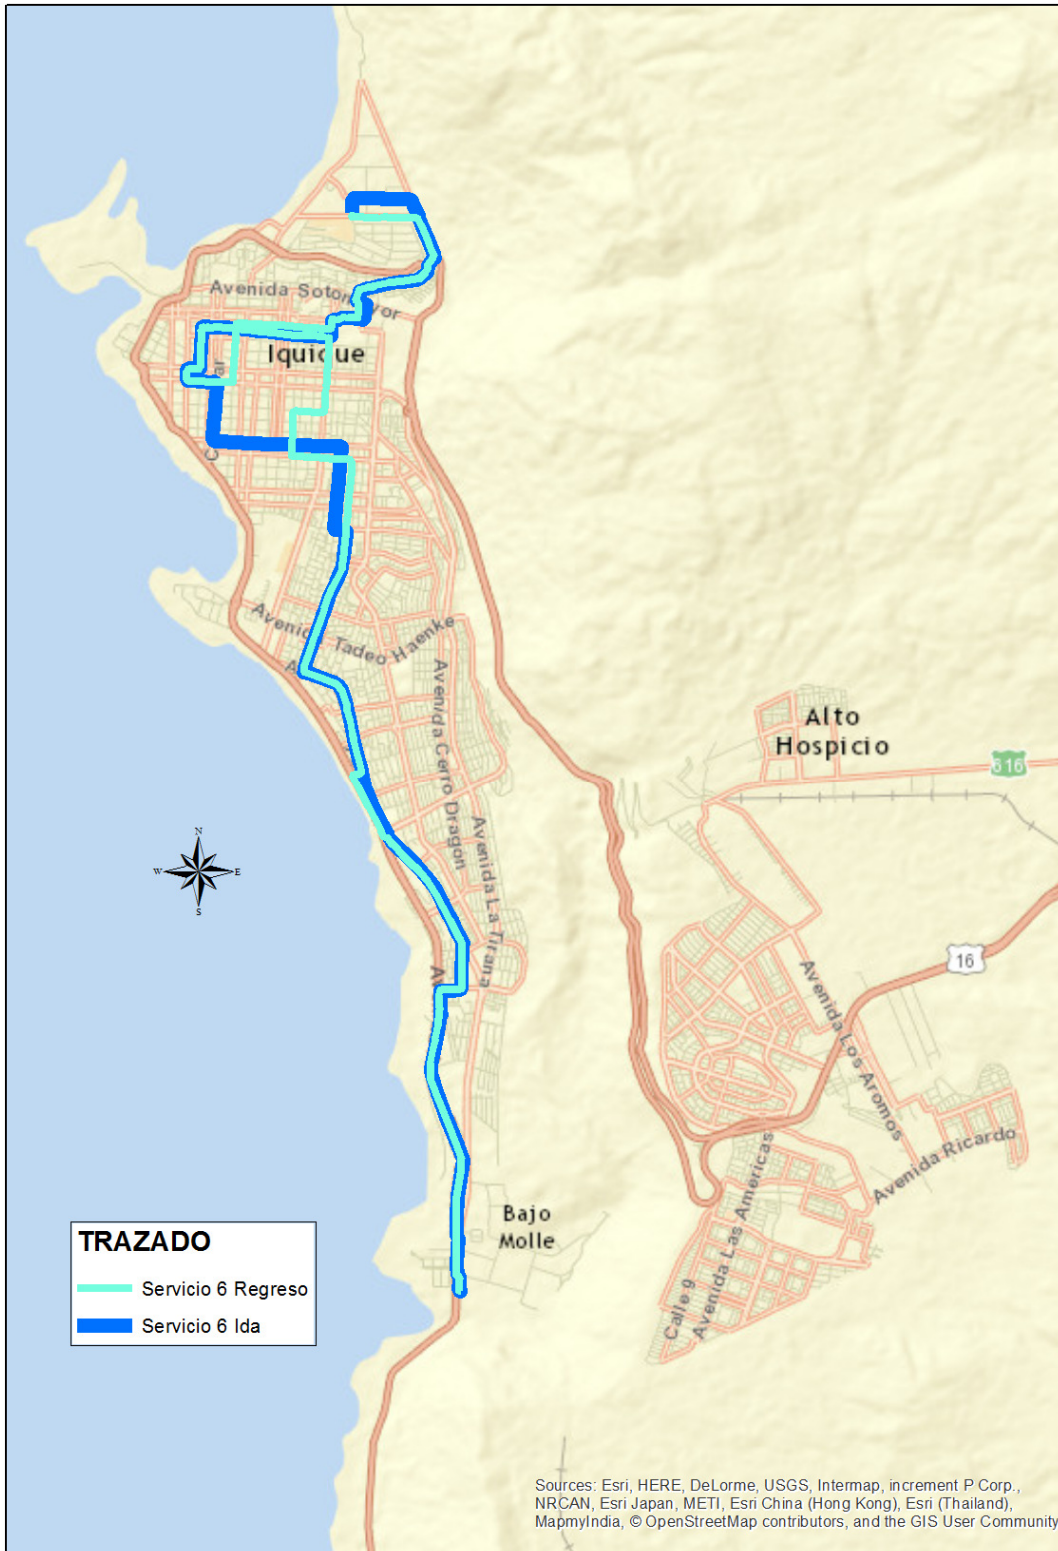 Avenida Sotomayor
Iquique
Avenida Tadeo Haenke
Avenida Cerro Dragon
Avenida La Tirana
Alto
Hospicio
616
16
Avenida Los Aromos
Avenida Ricardo
Avenida Las Americas
Calle 9
Bajo
Molle
N
W
E
S
TRAZADO
Servicio 6 Regreso
Servicio 6 Ida
Sources: Esri, HERE, DeLorme, USGS, Intermap, increment P Corp.,
NRCAN, Esri Japan, METI, Esri China (Hong Kong), Esri (Thailand),
MapmyIndia, © OpenStreetMap contributors, and the GIS User Community